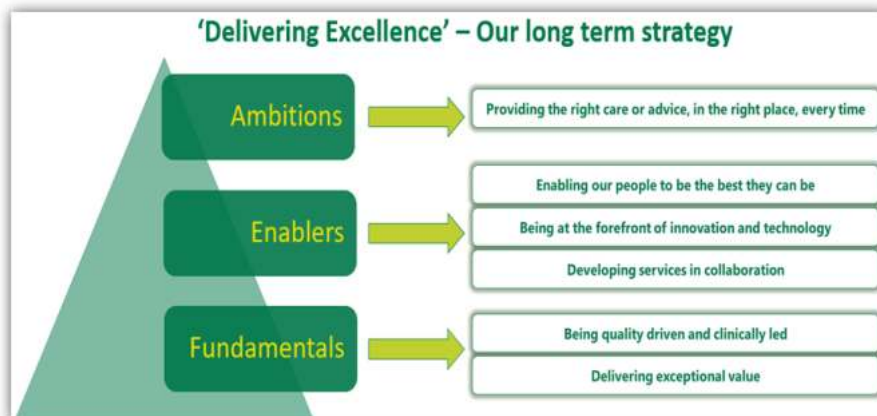 ‘Delivering Excellence’ – Our long term strategy
Ambitions
Providing the right care or advice, in the right place, every time
Enablers
Enabling our people to be the best they can be
Being at the forefront of innovation and technology
Developing services in collaboration
Fundamentals
Being quality driven and clinically led
Delivering exceptional value